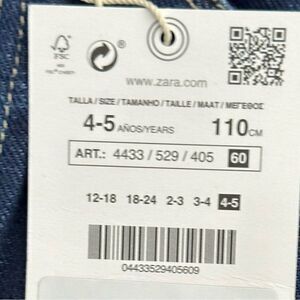 FSC
www.zara.com
TALLA / SIZE / TAMANHO / TAILLE / MAAT / ΜΕΓΕΘΟΣ
4-5 AÑOS/YEARS 110CM
ART.: 4433 / 529 / 405 60
12-18 18-24 2-3 3-4 4-5
04433529405609